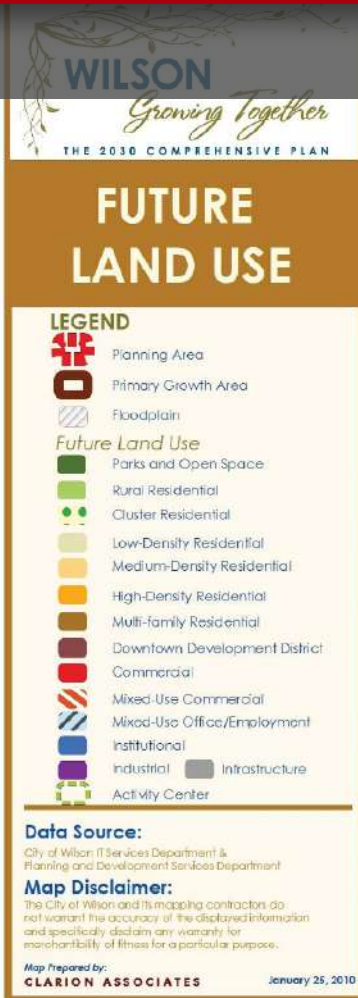 WILSON
Growing Together
THE 2030 COMPREHENSIVE PLAN
FUTURE
LAND USE
LEGEND
Planning Area
Primary Growth Area
Floodplain
Future Land Use
Parks and Open Space
Rural Residential
Cluster Residential
Low-Density Residential
Medium-Density Residential
High-Density Residential
Multi-family Residential
Downtown Development District
Commercial
Mixed-Use Commercial
Mixed-Use Office/Employment
Institutional
Industrial Infrastructure
Activity Center
Data Source:
City of Wilson IT Services Department &
Planning and Development Services Department
Map Disclaimer:
The City of Wilson and its mapping contractors do
not warrant the accuracy of the displayed information
and specifically disclaim any warranty for
merchantibility of fitness for a particular purpose.
Map Prepared by:
CLARION ASSOCIATES January 25, 2010